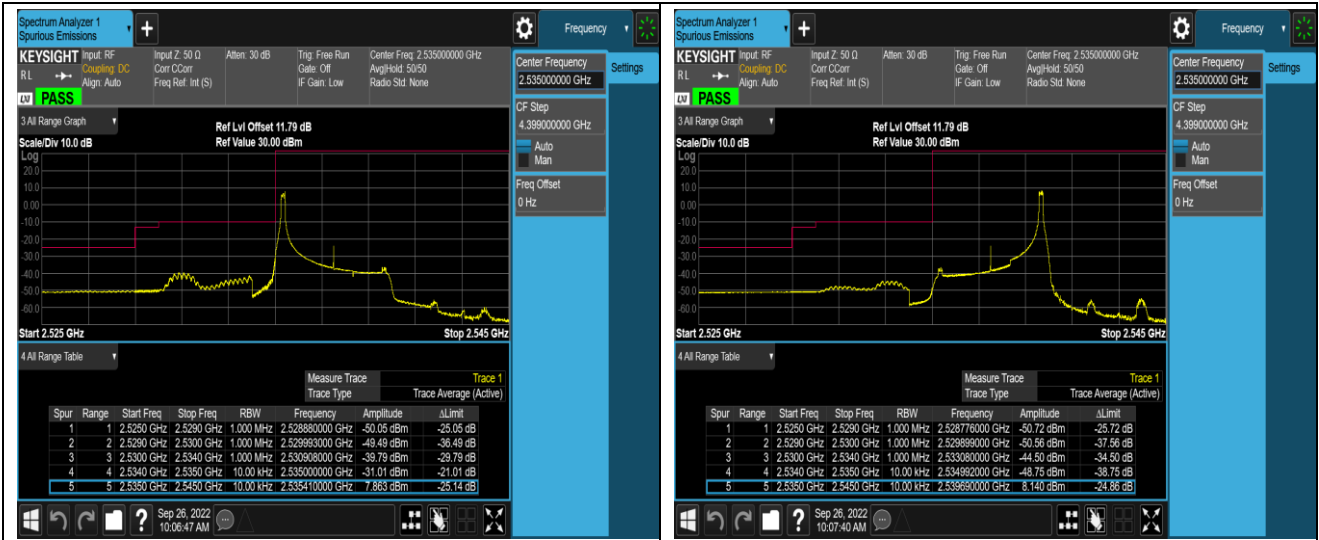 Spectrum Analyzer 1
Spurious Emissions
Frequency
KEYSIGHT Input: RF Input Z: 50 Ω Atten: 30 dB Trig: Free Run Center Freq: 2.535000000 GHz
RL Coupling: DC Corr CCorr Gate: Off Avg|Hold: 50/50
Align: Auto Freq Ref: Int (S) IF Gain: Low Radio Std: None
LXI PASS
Center Frequency
2.535000000 GHz
Settings
CF Step
4.399000000 GHz
Auto
Man
Freq Offset
0 Hz
3 All Range Graph
Ref Lvl Offset 11.79 dB
Scale/Div 10.0 dB Ref Value 30.00 dBm
Log
20.0
10.0
0.00
-10.0
-20.0
-30.0
-40.0
-50.0
-60.0
Start 2.525 GHz Stop 2.545 GHz
4 All Range Table
Measure Trace Trace 1
Trace Type Trace Average (Active)
Spur Range Start Freq Stop Freq RBW Frequency Amplitude ΔLimit
1 1 2.5250 GHz 2.5290 GHz 1.000 MHz 2.528880000 GHz -50.05 dBm -25.05 dB
2 2 2.5290 GHz 2.5300 GHz 1.000 MHz 2.529993000 GHz -49.49 dBm -36.49 dB
3 3 2.5300 GHz 2.5340 GHz 1.000 MHz 2.530908000 GHz -39.79 dBm -29.79 dB
4 4 2.5340 GHz 2.5350 GHz 10.00 kHz 2.535000000 GHz -31.01 dBm -21.01 dB
5 5 2.5350 GHz 2.5450 GHz 10.00 kHz 2.535410000 GHz 7.863 dBm -25.14 dB
Sep 26, 2022
10:06:47 AM
Spectrum Analyzer 1
Spurious Emissions
Frequency
KEYSIGHT Input: RF Input Z: 50 Ω Atten: 30 dB Trig: Free Run Center Freq: 2.535000000 GHz
RL Coupling: DC Corr CCorr Gate: Off Avg|Hold: 50/50
Align: Auto Freq Ref: Int (S) IF Gain: Low Radio Std: None
LXI PASS
Center Frequency
2.535000000 GHz
Settings
CF Step
4.399000000 GHz
Auto
Man
Freq Offset
0 Hz
3 All Range Graph
Ref Lvl Offset 11.79 dB
Scale/Div 10.0 dB Ref Value 30.00 dBm
Log
20.0
10.0
0.00
-10.0
-20.0
-30.0
-40.0
-50.0
-60.0
Start 2.525 GHz Stop 2.545 GHz
4 All Range Table
Measure Trace Trace 1
Trace Type Trace Average (Active)
Spur Range Start Freq Stop Freq RBW Frequency Amplitude ΔLimit
1 1 2.5250 GHz 2.5290 GHz 1.000 MHz 2.528776000 GHz -50.72 dBm -25.72 dB
2 2 2.5290 GHz 2.5300 GHz 1.000 MHz 2.529899000 GHz -50.56 dBm -37.56 dB
3 3 2.5300 GHz 2.5340 GHz 1.000 MHz 2.533080000 GHz -44.50 dBm -34.50 dB
4 4 2.5340 GHz 2.5350 GHz 10.00 kHz 2.534992000 GHz -48.75 dBm -38.75 dB
5 5 2.5350 GHz 2.5450 GHz 10.00 kHz 2.539690000 GHz 8.140 dBm -24.86 dB
Sep 26, 2022
10:07:40 AM